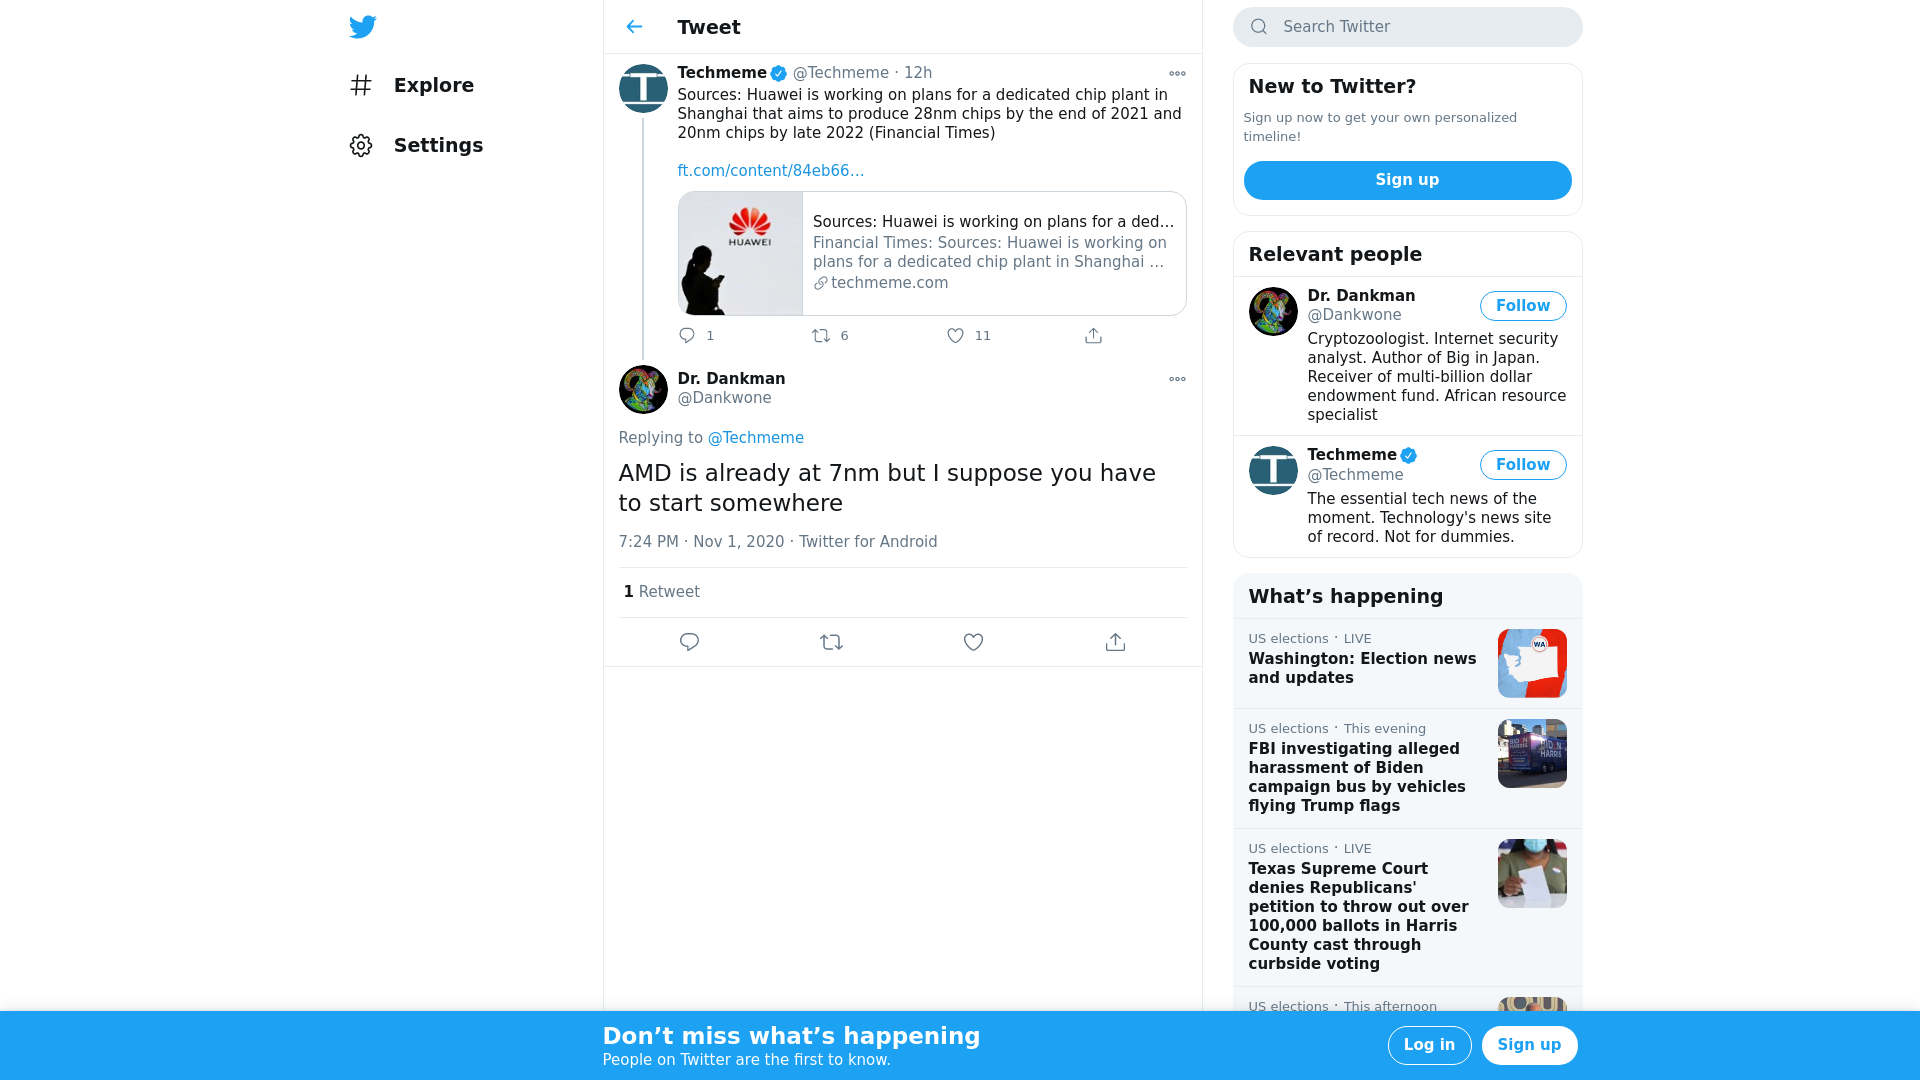 Explore
Settings
Tweet
Techmeme @Techmeme · 12h
Sources: Huawei is working on plans for a dedicated chip plant in
Shanghai that aims to produce 28nm chips by the end of 2021 and
20nm chips by late 2022 (Financial Times)
ft.com/content/84eb66…
HUAWEI
Sources: Huawei is working on plans for a ded…
Financial Times: Sources: Huawei is working on
plans for a dedicated chip plant in Shanghai …
techmeme.com
1 6 11
Dr. Dankman
@Dankwone
Replying to @Techmeme
AMD is already at 7nm but I suppose you have
to start somewhere
7:24 PM · Nov 1, 2020 · Twitter for Android
1 Retweet
Search Twitter
New to Twitter?
Sign up now to get your own personalized
timeline!
Sign up
Relevant people
Dr. Dankman
@Dankwone
Follow
Cryptozoologist. Internet security
analyst. Author of Big in Japan.
Receiver of multi-billion dollar
endowment fund. African resource
specialist
Techmeme
@Techmeme
Follow
The essential tech news of the
moment. Technology's news site
of record. Not for dummies.
What’s happening
US elections · LIVE
Washington: Election news
and updates
WA
US elections · This evening
FBI investigating alleged
harassment of Biden
campaign bus by vehicles
flying Trump flags
BIDEN
HARRIS
US elections · LIVE
Texas Supreme Court
denies Republicans'
petition to throw out over
100,000 ballots in Harris
County cast through
curbside voting
US elections · This afternoon
Don’t miss what’s happening
People on Twitter are the first to know.
Log in
Sign up